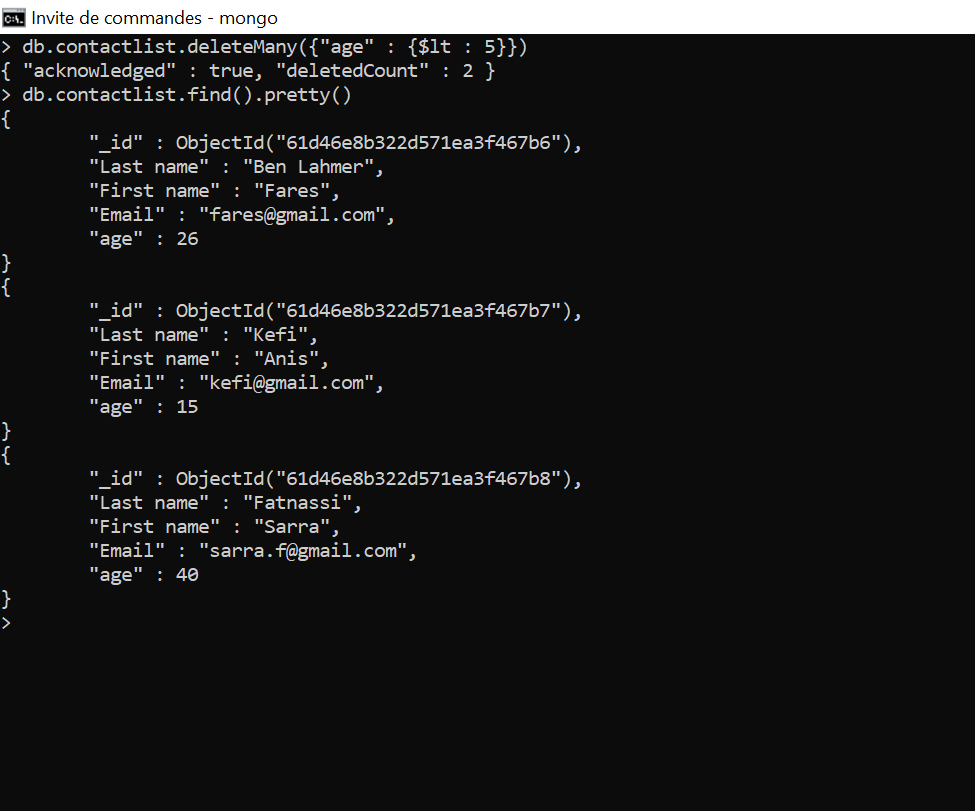 Invite de commandes - mongo
> db.contactlist.deleteMany({"age" : {$lt : 5}})
{ "acknowledged" : true, "deletedCount" : 2 }
> db.contactlist.find().pretty()
{
"_id" : ObjectId("61d46e8b322d571ea3f467b6"),
"Last name" : "Ben Lahmer",
"First name" : "Fares",
"Email" : "fares@gmail.com",
"age" : 26
}
{
"_id" : ObjectId("61d46e8b322d571ea3f467b7"),
"Last name" : "Kefi",
"First name" : "Anis",
"Email" : "kefi@gmail.com",
"age" : 15
}
{
"_id" : ObjectId("61d46e8b322d571ea3f467b8"),
"Last name" : "Fatnassi",
"First name" : "Sarra",
"Email" : "sarra.f@gmail.com",
"age" : 40
}
>